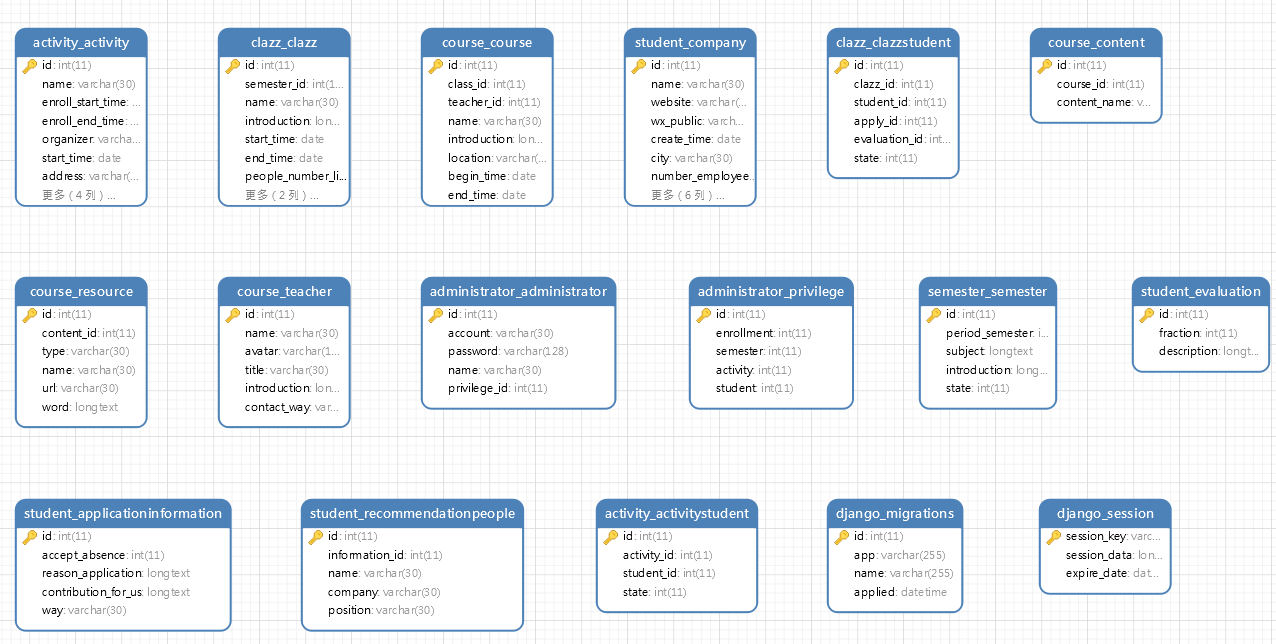 activity_activity
id: int(11)
name: varchar(30)
enroll_start_time: ...
enroll_end_time: ...
organizer: varcha...
start_time: date
address: varchar(...
更多 ( 4 列 ) ...
clazz_clazz
id: int(11)
semester_id: int(1...
name: varchar(30)
introduction: lon...
start_time: date
end_time: date
people_number_li...
更多 ( 2 列 ) ...
course_course
id: int(11)
class_id: int(11)
teacher_id: int(11)
name: varchar(30)
introduction: lon...
location: varchar(...
begin_time: date
end_time: date
student_company
id: int(11)
name: varchar(30)
website: varchar(...
wx_public: varch...
create_time: date
city: varchar(30)
number_employee...
更多 ( 6 列 ) ...
clazz_clazzstudent
id: int(11)
clazz_id: int(11)
student_id: int(11)
apply_id: int(11)
evaluation_id: int...
state: int(11)
course_content
id: int(11)
course_id: int(11)
content_name: v...
course_resource
id: int(11)
content_id: int(11)
type: varchar(30)
name: varchar(30)
url: varchar(30)
word: longtext
course_teacher
id: int(11)
name: varchar(30)
avatar: varchar(1...
title: varchar(30)
introduction: lon...
contact_way: var...
administrator_administrator
id: int(11)
account: varchar(30)
password: varchar(128)
name: varchar(30)
privilege_id: int(11)
administrator_privilege
id: int(11)
enrollment: int(11)
semester: int(11)
activity: int(11)
student: int(11)
semester_semester
id: int(11)
period_semester: i...
subject: longtext
introduction: long...
state: int(11)
student_evaluation
id: int(11)
fraction: int(11)
description: longt...
student_applicationinformation
id: int(11)
accept_absence: int(11)
reason_application: longtext
contribution_for_us: longtext
way: varchar(30)
student_recommendationpeople
id: int(11)
information_id: int(11)
name: varchar(30)
company: varchar(30)
position: varchar(30)
activity_activitystudent
id: int(11)
activity_id: int(11)
student_id: int(11)
state: int(11)
django_migrations
id: int(11)
app: varchar(255)
name: varchar(255)
applied: datetime
django_session
session_key: varc...
session_data: lon...
expire_date: dat...